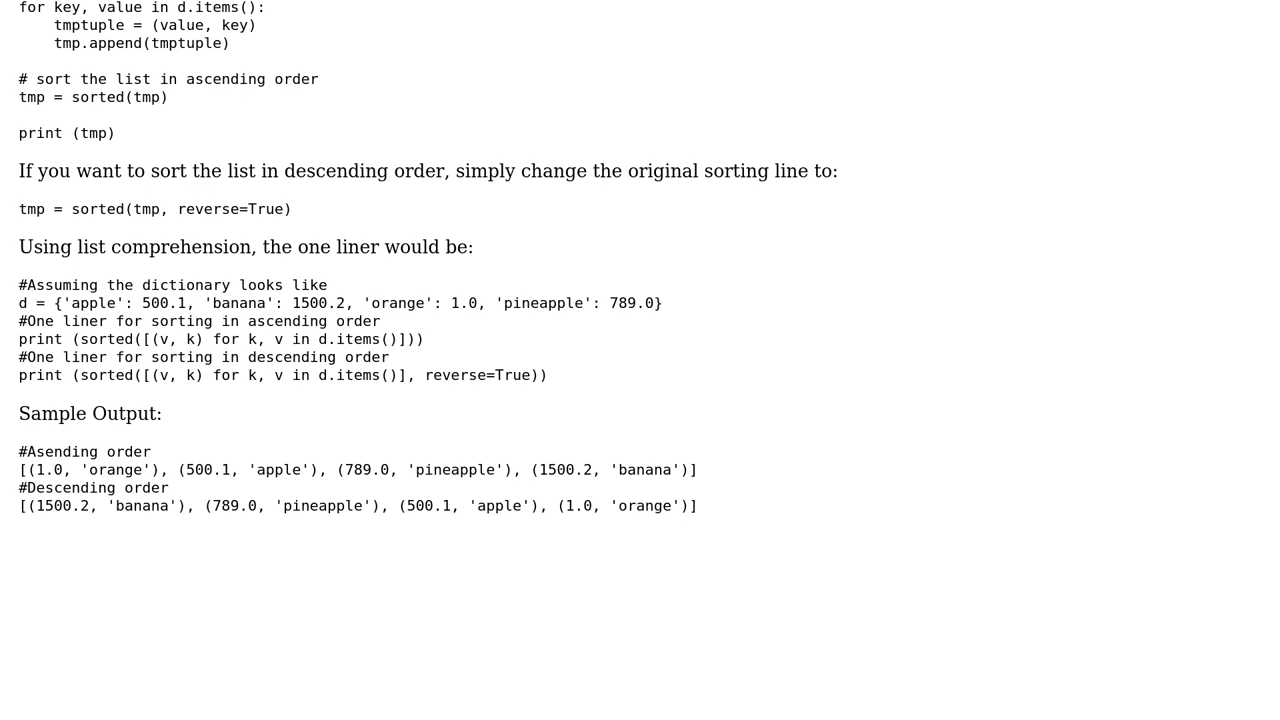 for key, value in d.items():
    tmptuple = (value, key)
    tmp.append(tmptuple)

# sort the list in ascending order
tmp = sorted(tmp)

print (tmp)

If you want to sort the list in descending order, simply change the original sorting line to:

tmp = sorted(tmp, reverse=True)

Using list comprehension, the one liner would be:

#Assuming the dictionary looks like
d = {'apple': 500.1, 'banana': 1500.2, 'orange': 1.0, 'pineapple': 789.0}
#One liner for sorting in ascending order
print (sorted([(v, k) for k, v in d.items()]))
#One liner for sorting in descending order
print (sorted([(v, k) for k, v in d.items()], reverse=True))

Sample Output:

#Asending order
[(1.0, 'orange'), (500.1, 'apple'), (789.0, 'pineapple'), (1500.2, 'banana')]
#Descending order
[(1500.2, 'banana'), (789.0, 'pineapple'), (500.1, 'apple'), (1.0, 'orange')]